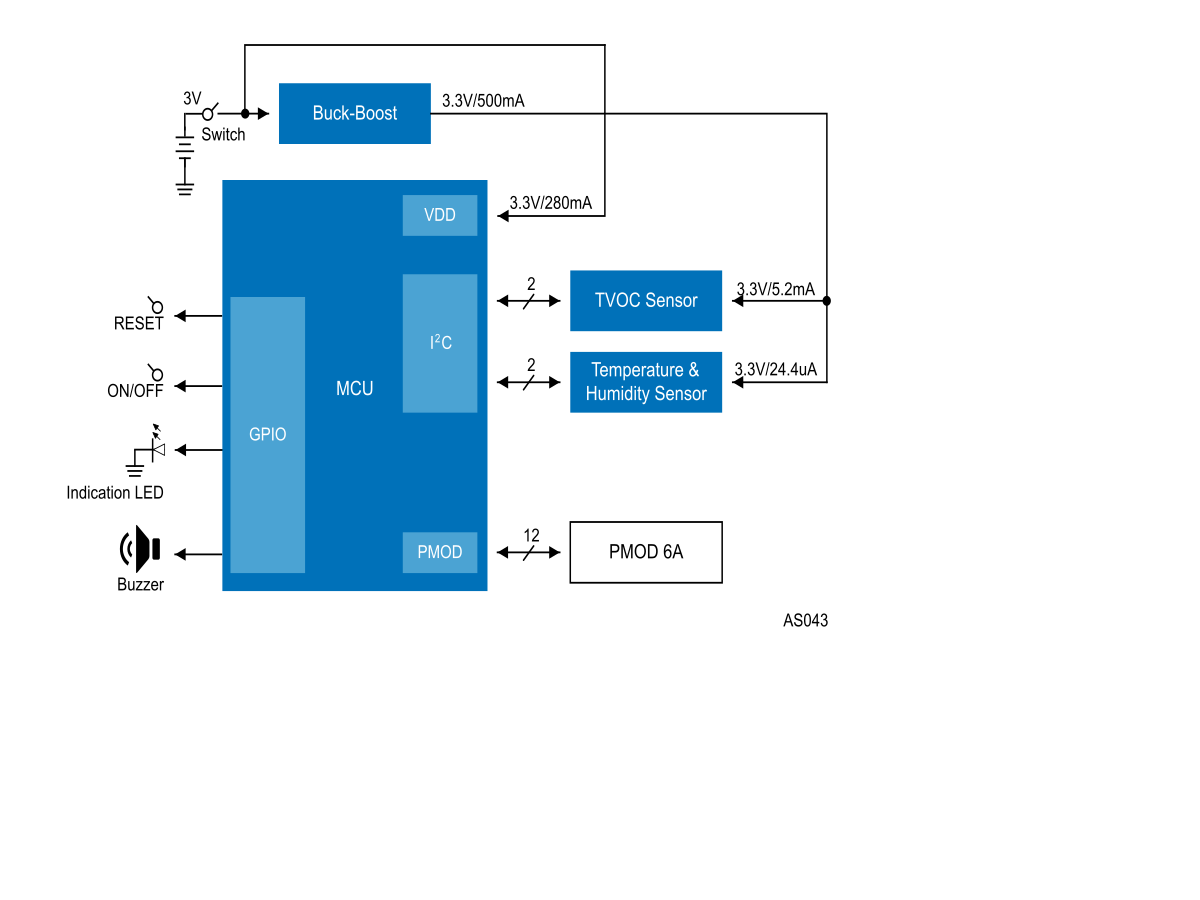 3V
Switch
Buck-Boost
3.3V/500mA
VDD
3.3V/280mA
RESET
ON/OFF
Indication LED
Buzzer
GPIO
MCU
I²C
PMOD
2
TVOC Sensor
3.3V/5.2mA
2
Temperature &
Humidity Sensor
3.3V/24.4uA
12
PMOD 6A
AS043